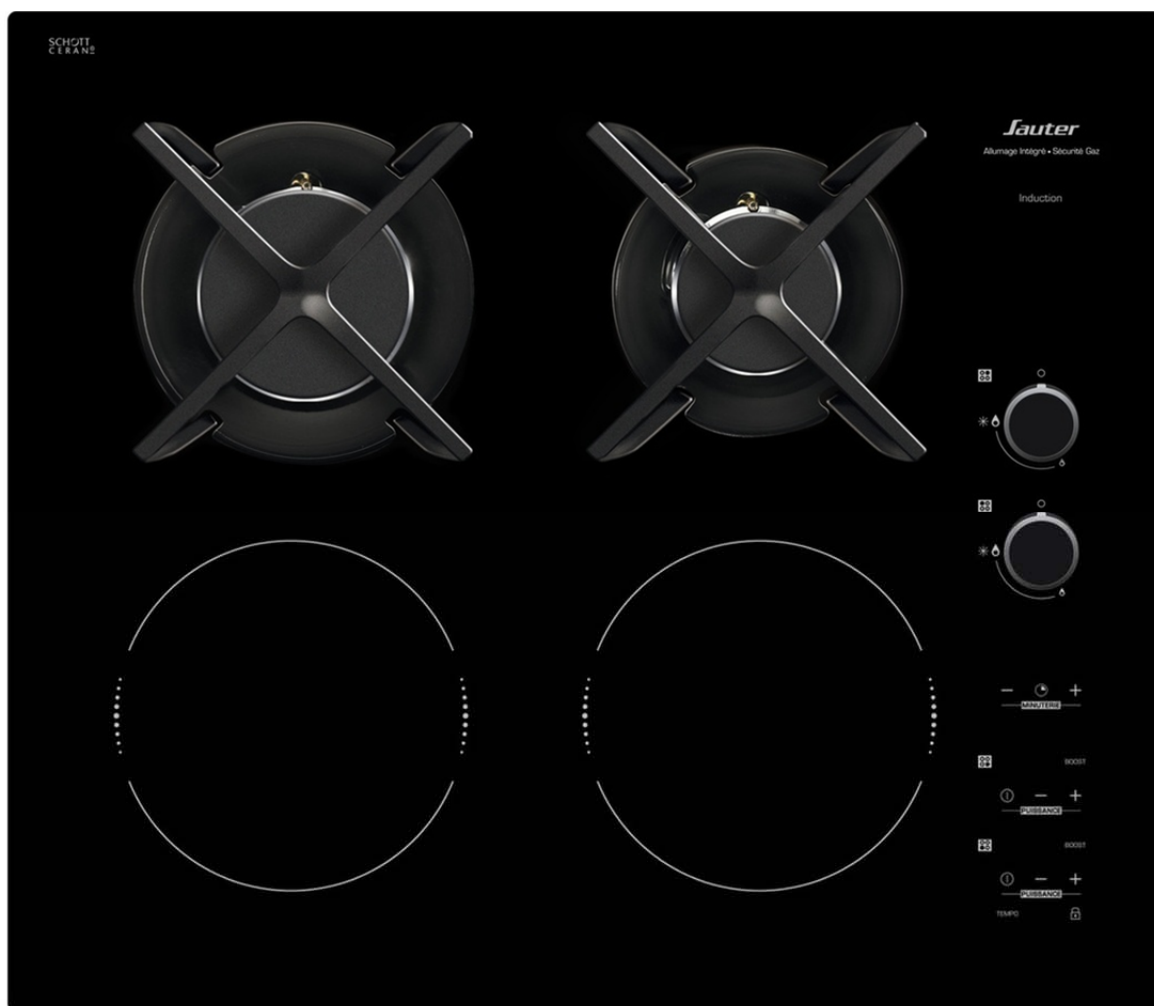 SCHOTT
CERAN®
Sauter
Allumage Intégré • Sécurité Gaz
Induction
MINUTERIE
BOOST
PUISSANCE
BOOST
PUISSANCE
TEMPO